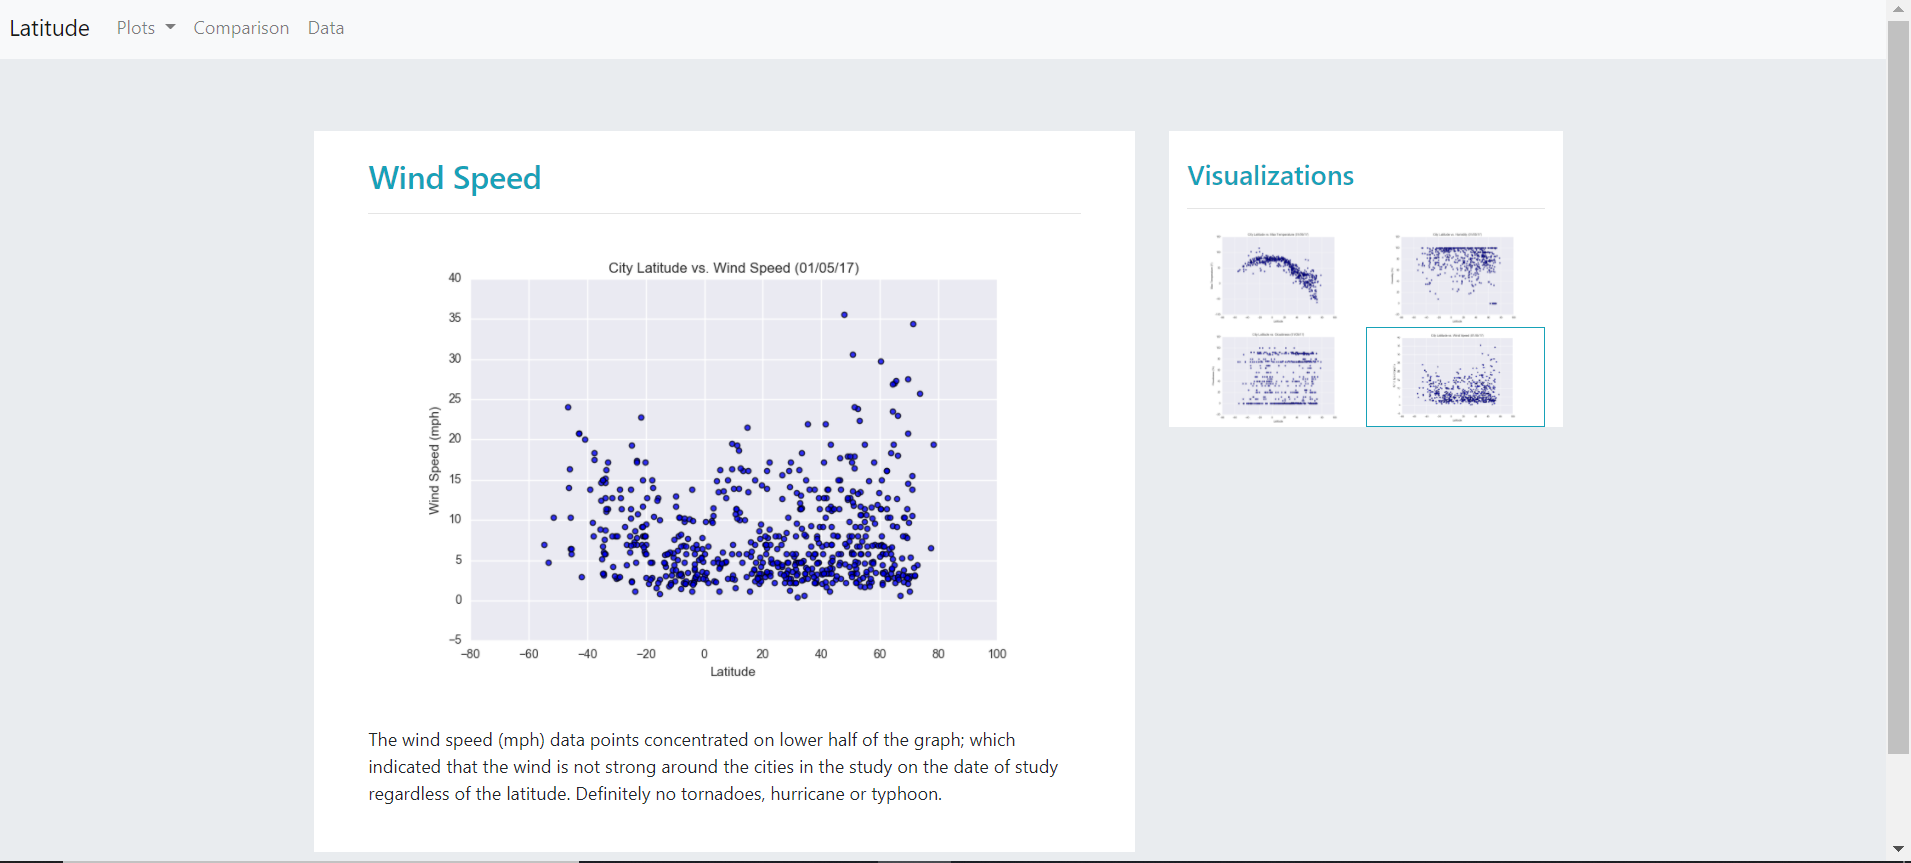 Latitude Plots Comparison Data
Wind Speed
City Latitude vs. Wind Speed (01/05/17)
40
35
30
25
20
15
10
5
0
−5
Wind Speed (mph)
−80 −60 −40 −20 0 20 40 60 80 100
Latitude
The wind speed (mph) data points concentrated on lower half of the graph; which
indicated that the wind is not strong around the cities in the study on the date of study
regardless of the latitude. Definitely no tornadoes, hurricane or typhoon.
Visualizations